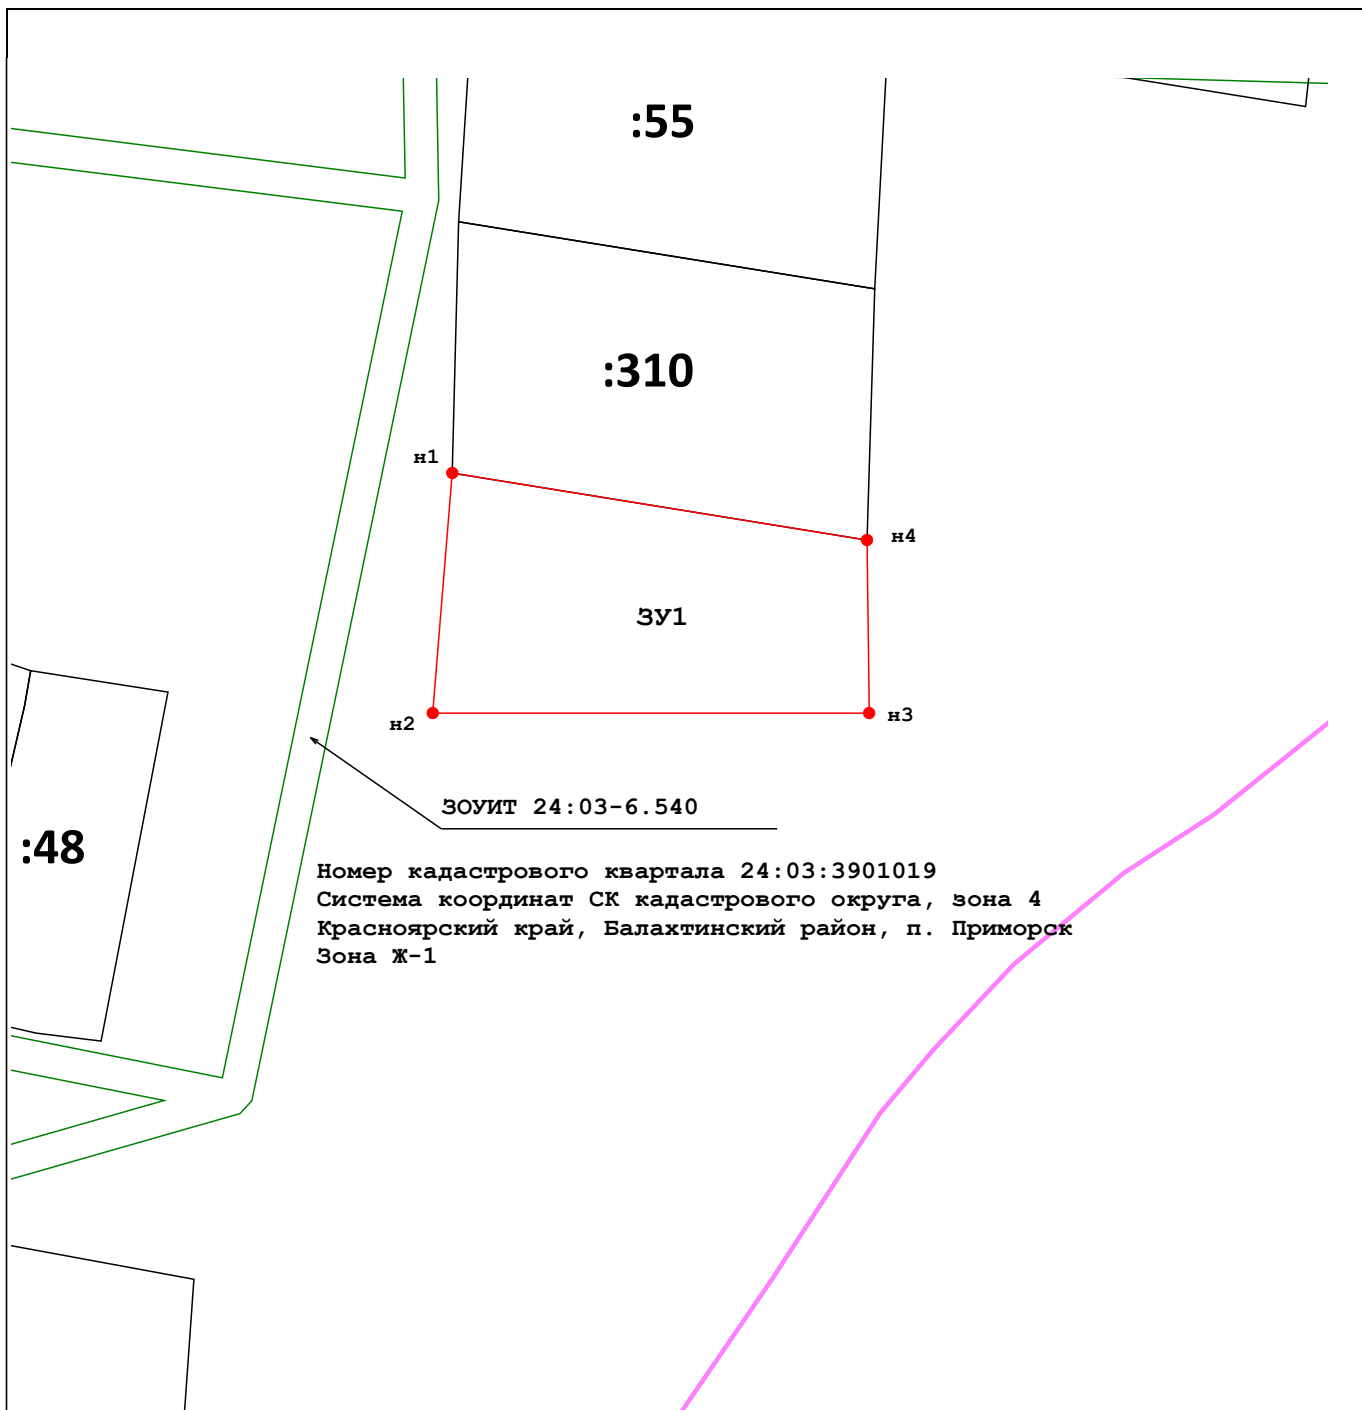 :55
:310
н1
н4
ЗУ1
н2
н3
ЗОУИТ 24:03-6.540
:48
Номер кадастрового квартала 24:03:3901019
Система координат СК кадастрового округа, зона 4
Красноярский край, Балахтинский район, п. Приморск
Зона Ж-1